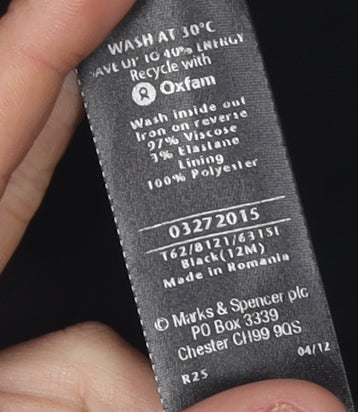 WASH AT 30°C
SAVE UP TO 40% ENERGY
Recycle with
Oxfam
Wash inside out
Iron on reverse
97% Viscose
3% Elastane
Lining
100% Polyester
03272015
T62/8121/6315I
Black(12M)
Made in Romania
© Marks & Spencer plc
PO Box 3339
Chester CH99 9QS
R25 04/12